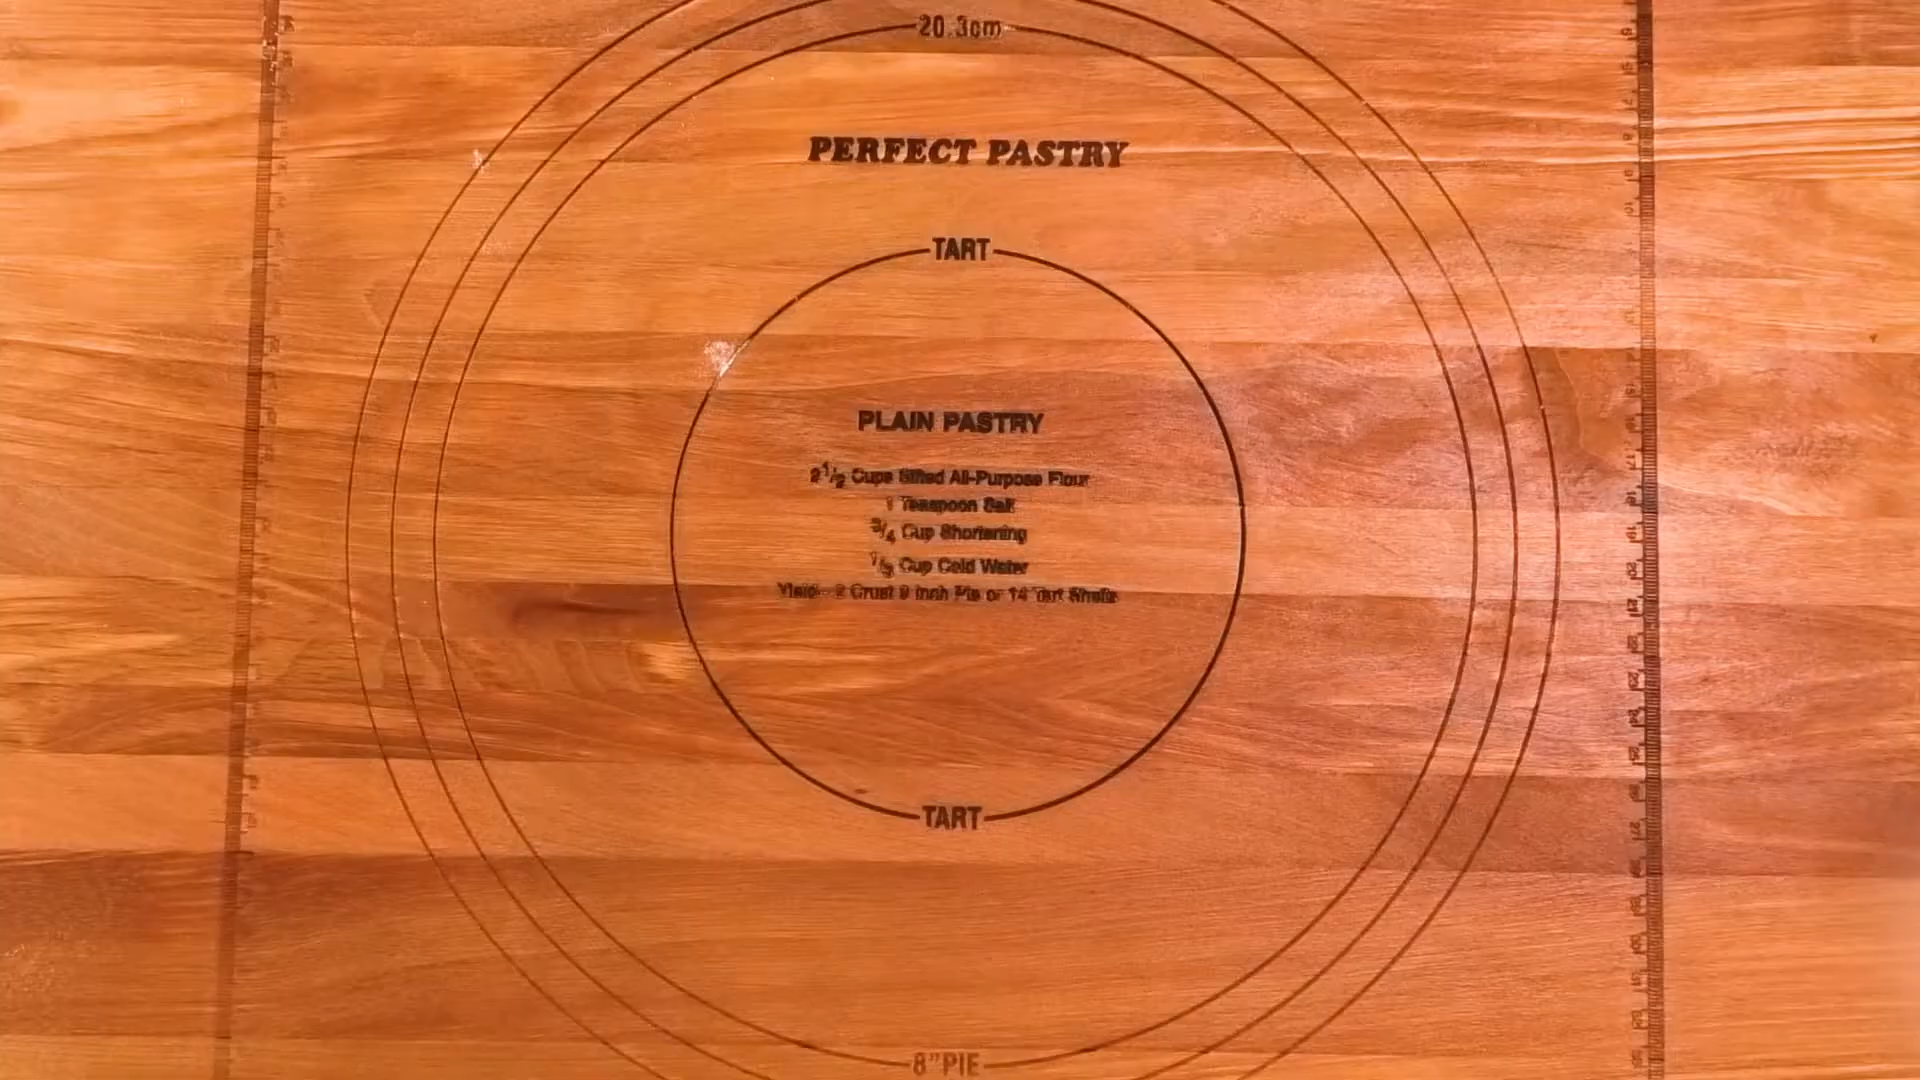 20.3cm
PERFECT PASTRY
TART
PLAIN PASTRY
2 1/2 Cups Sifted All-Purpose Flour
1 Teaspoon Salt
3/4 Cup Shortening
Cup Cold Water
Yield - 2 Crust 9 Inch Pie or 14 Tart Shells
TART
8"PIE